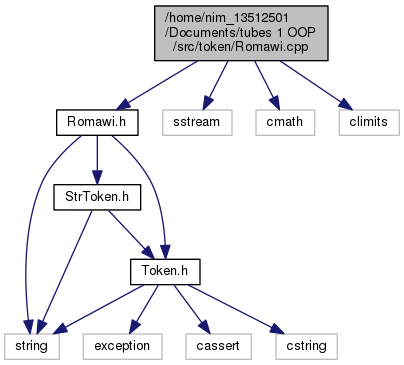 /home/nim_13512501
/Documents/tubes 1 OOP
/src/token/Romawi.cpp
Romawi.h
sstream
cmath
climits
StrToken.h
Token.h
string
exception
cassert
cstring